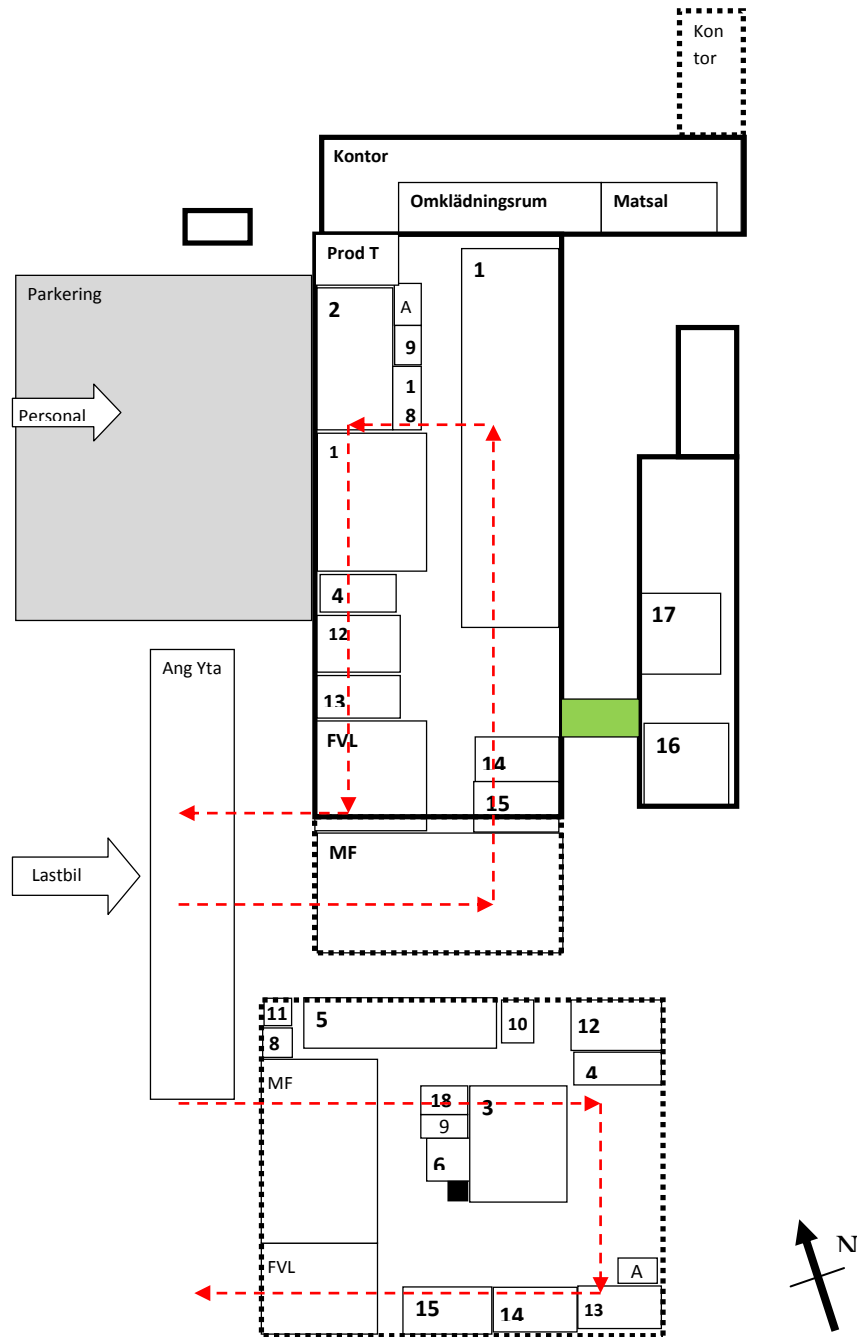 Kon
tor
Kontor
Omklädningsrum
Matsal
Prod T
1
Parkering
2
A
9
1
8
Personal
1
4
17
12
Ang Yta
13
FVL
16
14
15
MF
Lastbil
11
5
10
12
8
4
MF
18
3
9
6
N
FVL
A
15
14
13